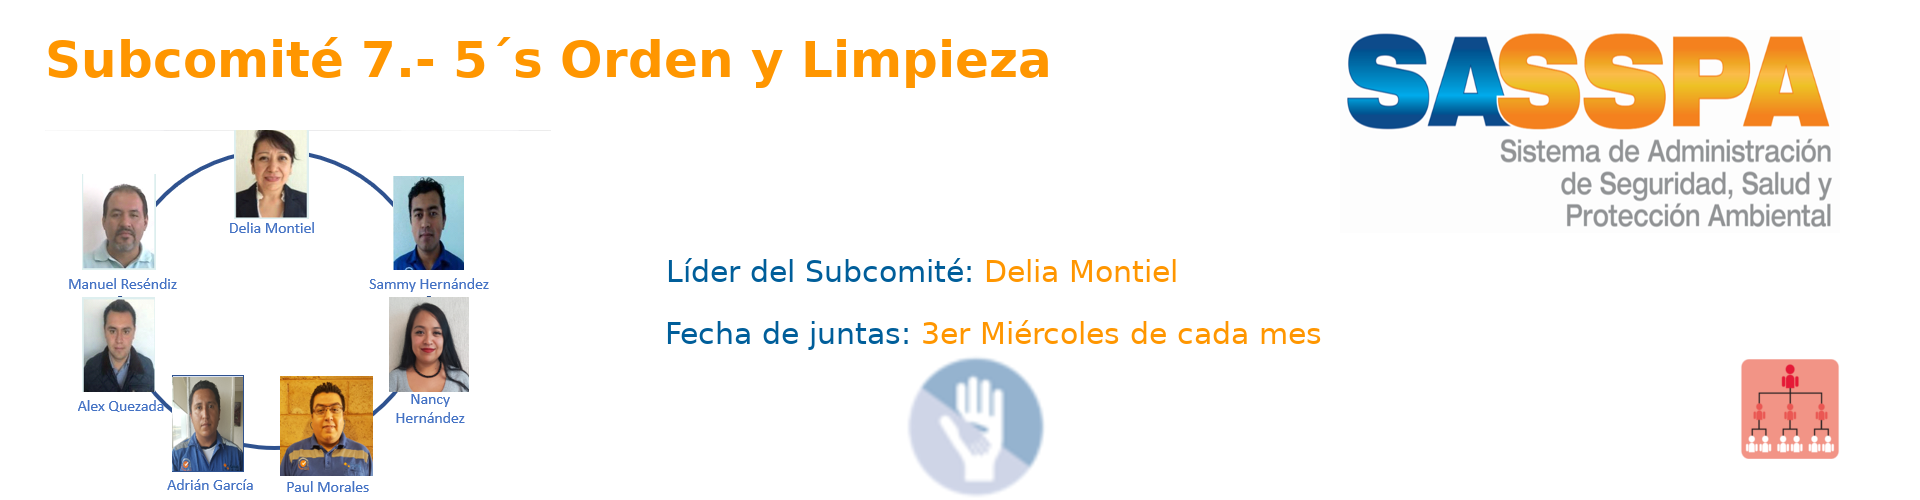 Subcomité 7.- 5´s Orden y Limpieza
SASSPA
Sistema de Administración
de Seguridad, Salud y
Protección Ambiental
Delia Montiel
Manuel Reséndiz
Sammy Hernández
Alex Quezada
Nancy
Hernández
Adrián García
Paul Morales
Líder del Subcomité: Delia Montiel
Fecha de juntas: 3er Miércoles de cada mes